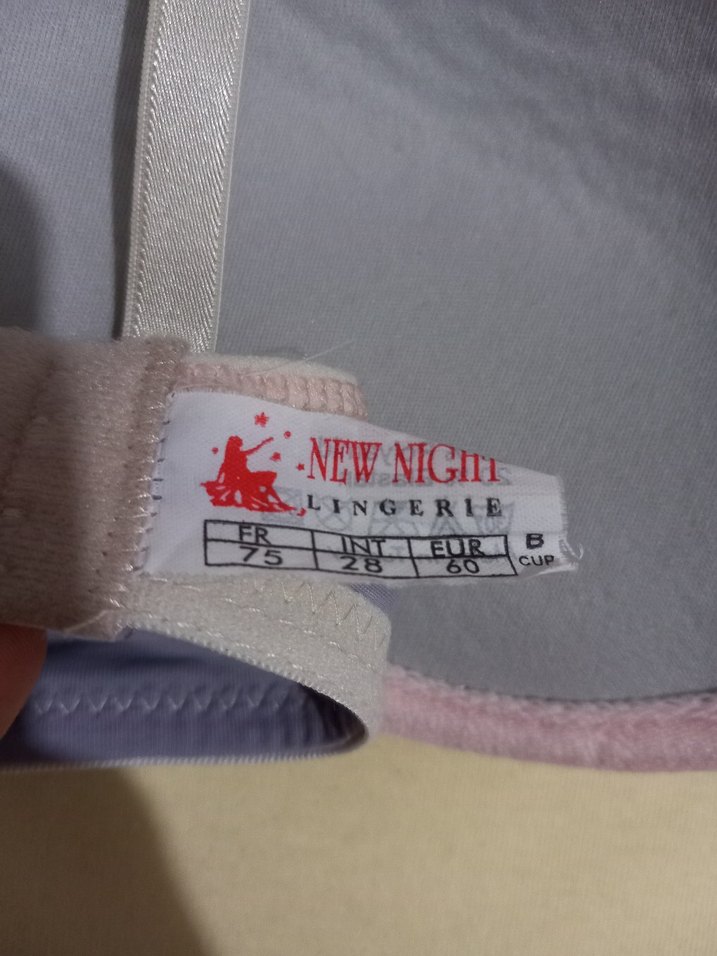 NEW NIGHT
LINGERIE
FR INT EUR B
75 28 60 CUP